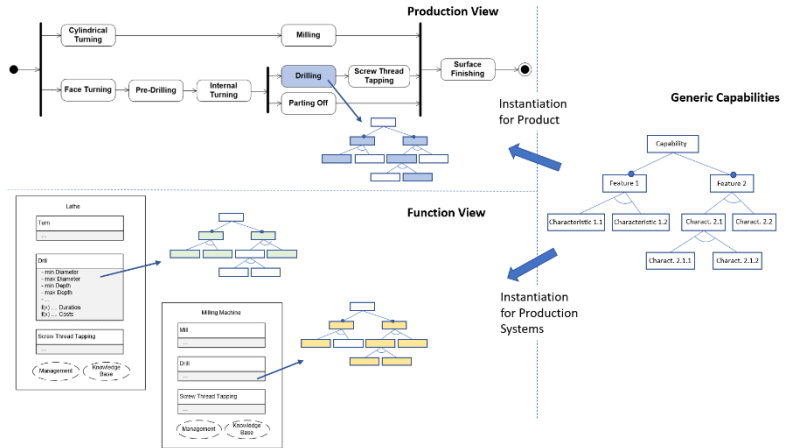 Production View
Cylindrical
Turning
Milling
Face Turning
Pre-Drilling
Internal
Turning
Drilling
Screw Thread
Tapping
Parting Off
Surface
Finishing
Instantiation
for Product
Generic Capabilities
Capability
Feature 1
Feature 2
Characteristic 1.1
Characteristic 1.2
Charact. 2.1
Charact. 2.2
Charact. 2.1.1
Charact. 2.1.2
Function View
Instantiation
for Production
Systems
Lathe
Turn
...
Drill
- min Diameter
- max Diameter
- min Depth
- max Depth
- ...
f(x) ... Duration
f(x) ... Costs
Screw Thread Tapping
...
Management
Knowledge
Base
Milling Machine
Mill
...
Drill
...
Screw Thread Tapping
...
Management
Knowledge
Base